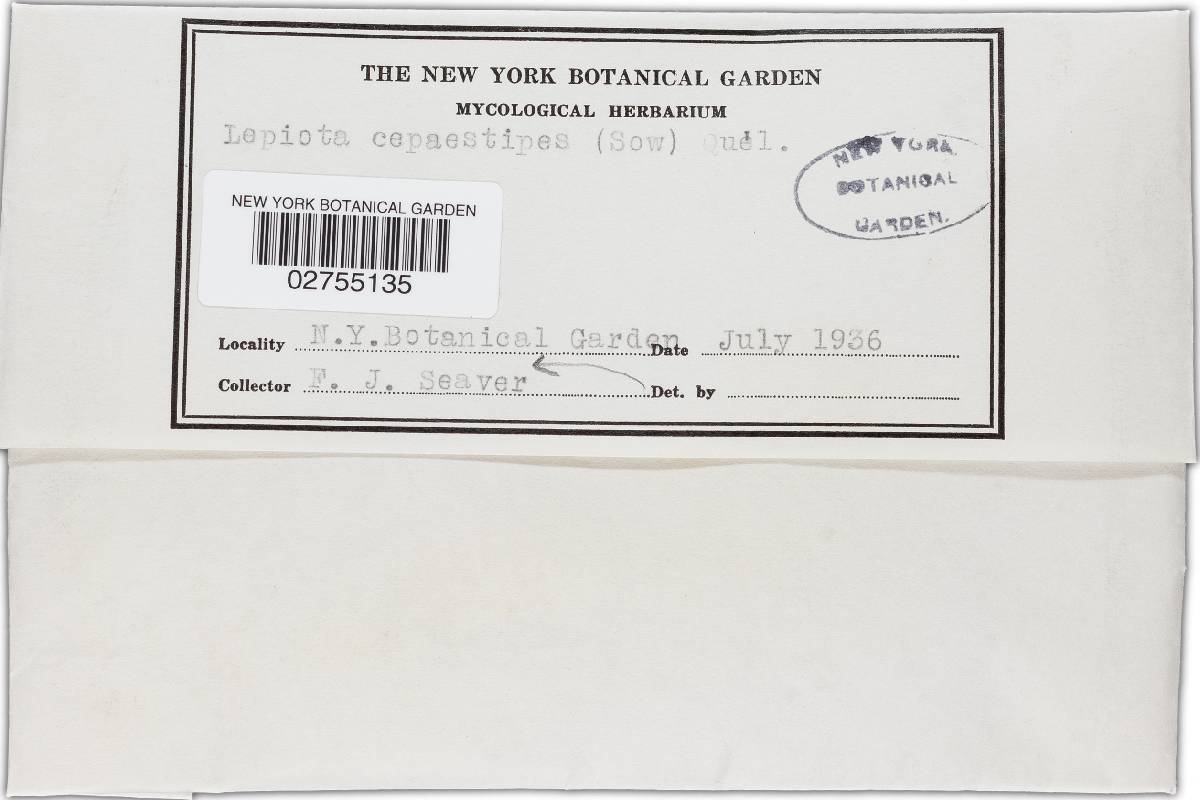 THE NEW YORK BOTANICAL GARDEN
MYCOLOGICAL HERBARIUM
Lepiota cepaestipes (Sow) Quél.
NEW YORK
BOTANICAL
GARDEN.
NEW YORK BOTANICAL GARDEN
02755135
Locality N.Y.Botanical Garden Date July 1936
Collector F. J. Seaver Det. by